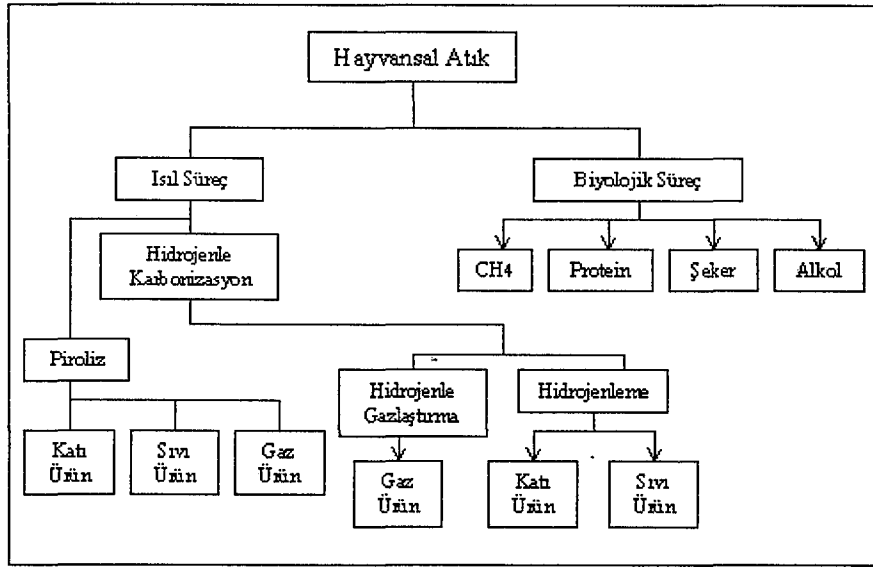 Hayvansal Atık
Isıl Süreç
Biyolojik Süreç
Hidrojenle
Karbonizasyon
CH4
Protein
Şeker
Alkol
Piroliz
Hidrojenle
Gazlaştırma
Hidrojenleme
Katı
Ürün
Sıvı
Ürün
Gaz
Ürün
Gaz
Ürün
Katı
Ürün
Sıvı
Ürün